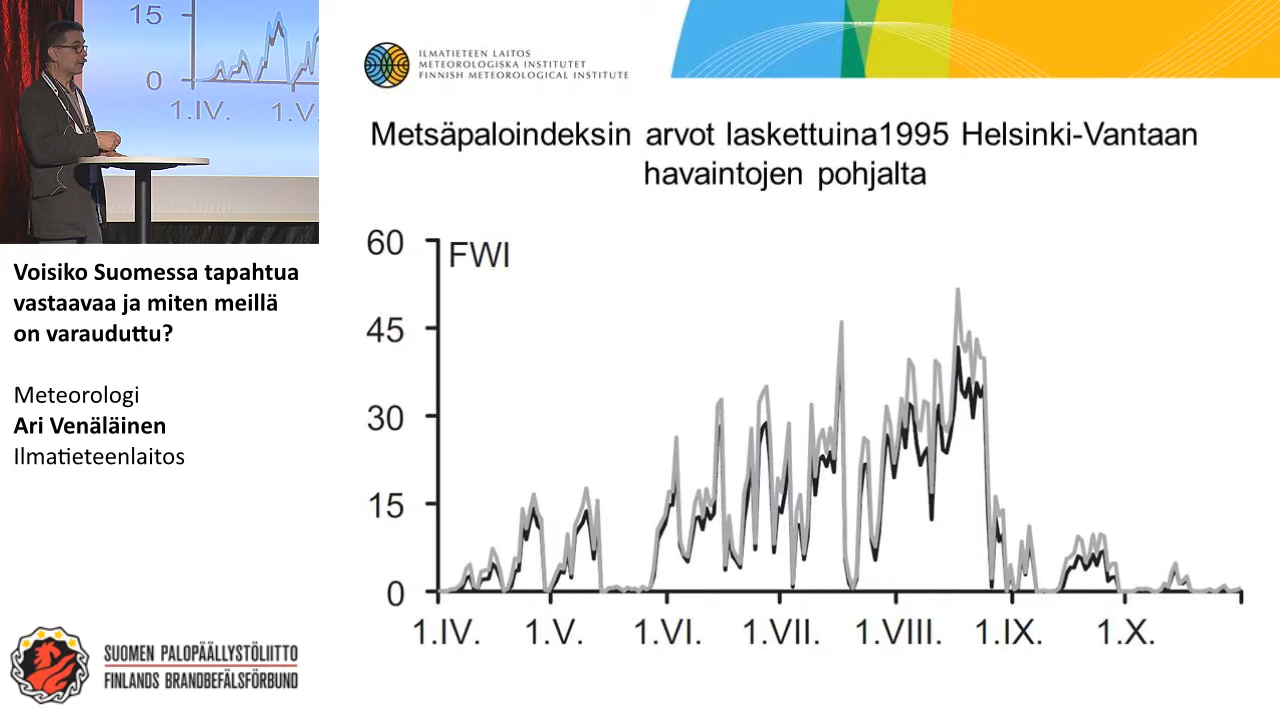 15
0
1.IV.
1.V.
Voisiko Suomessa tapahtua
vastaavaa ja miten meillä
on varauduttu?
Meteorologi
Ari Venäläinen
Ilmatieteenlaitos
SUOMEN PALOPÄÄLLYSTÖLIITTO
FINLANDS BRANDBEFÄLSFÖRBUND
ILMATIETEEN LAITOS
METEOROLOGISKA INSTITUTET
FINNISH METEOROLOGICAL INSTITUTE
Metsäpaloindeksin arvot laskettuina1995 Helsinki-Vantaan
havaintojen pohjalta
FWI
60
45
30
15
0
1.IV. 1.V. 1.VI. 1.VII. 1.VIII. 1.IX. 1.X.